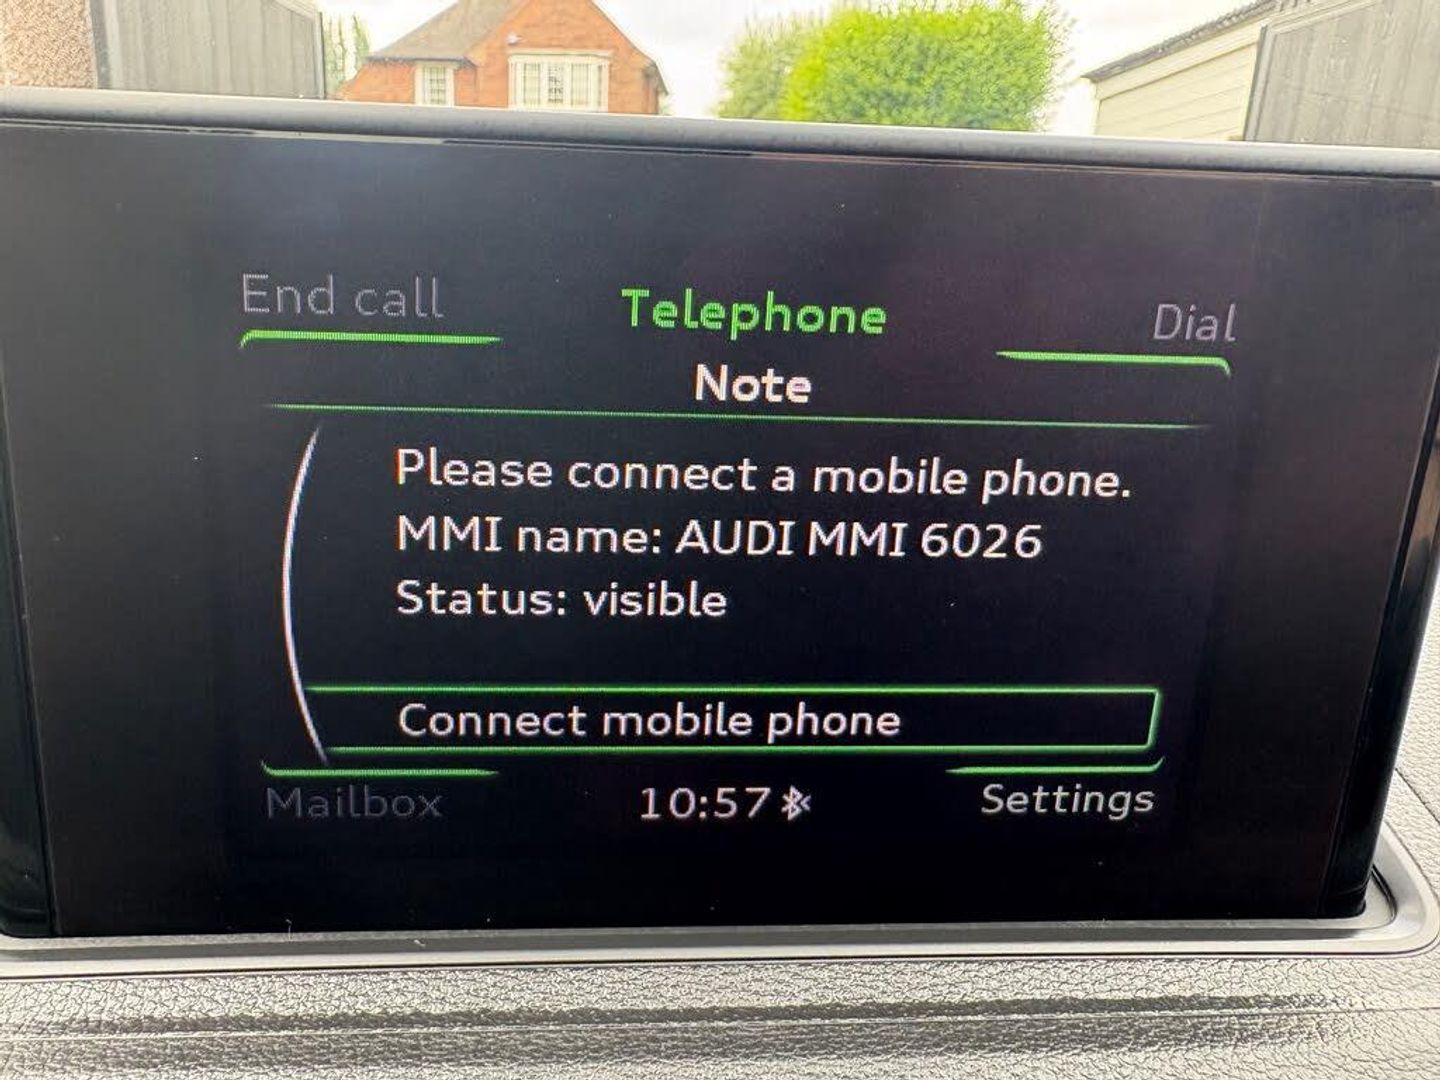 End call
Telephone
Dial
Note
Please connect a mobile phone.
MMI name: AUDI MMI 6026
Status: visible
Connect mobile phone
Mailbox
10:57
Settings